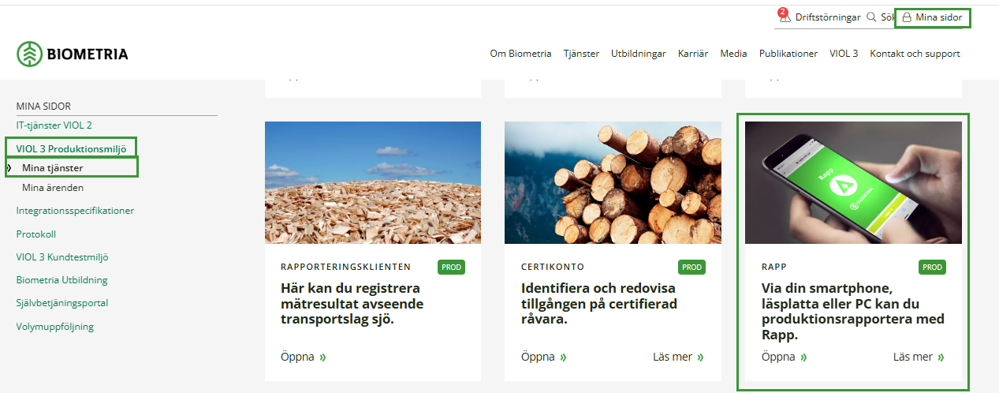 2
Driftstörningar
Sök
Mina sidor
BIOMETRIA
Om Biometria
Tjänster
Utbildningar
Karriär
Media
Publikationer
VIOL 3
Kontakt och support
MINA SIDOR
IT-tjänster VIOL 2
VIOL 3 Produktionsmiljö
Mina tjänster
Mina ärenden
Integrationsspecifikationer
Protokoll
VIOL 3 Kundtestmiljö
Biometria Utbildning
Självbetjäningsportal
Volymuppföljning
RAPPORTERINGSKLIENTEN
PROD
Här kan du registrera
mätresultat avseende
transportslag sjö.
Öppna »
CERTIKONTO
PROD
Identifiera och redovisa
tillgången på certifierad
råvara.
Öppna »
Läs mer »
Rapp
BIOMETRIA
RAPP
PROD
Via din smartphone,
läsplatta eller PC kan du
produktionsrapportera med
Rapp.
Öppna »
Läs mer »